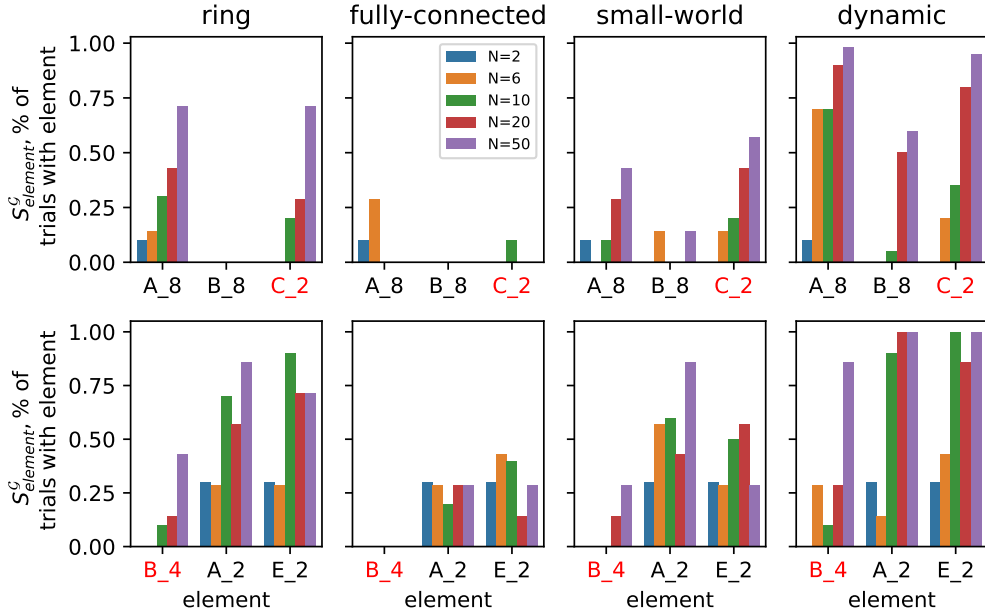 ring fully-connected small-world dynamic
S^G_element, % of
trials with element
1.00
0.75
0.50
0.25
0.00
N=2
N=6
N=10
N=20
N=50
A_8 B_8 C_2 A_8 B_8 C_2 A_8 B_8 C_2 A_8 B_8 C_2
S^G_element, % of
trials with element
1.00
0.75
0.50
0.25
0.00
B_4 A_2 E_2 B_4 A_2 E_2 B_4 A_2 E_2 B_4 A_2 E_2
element element element element